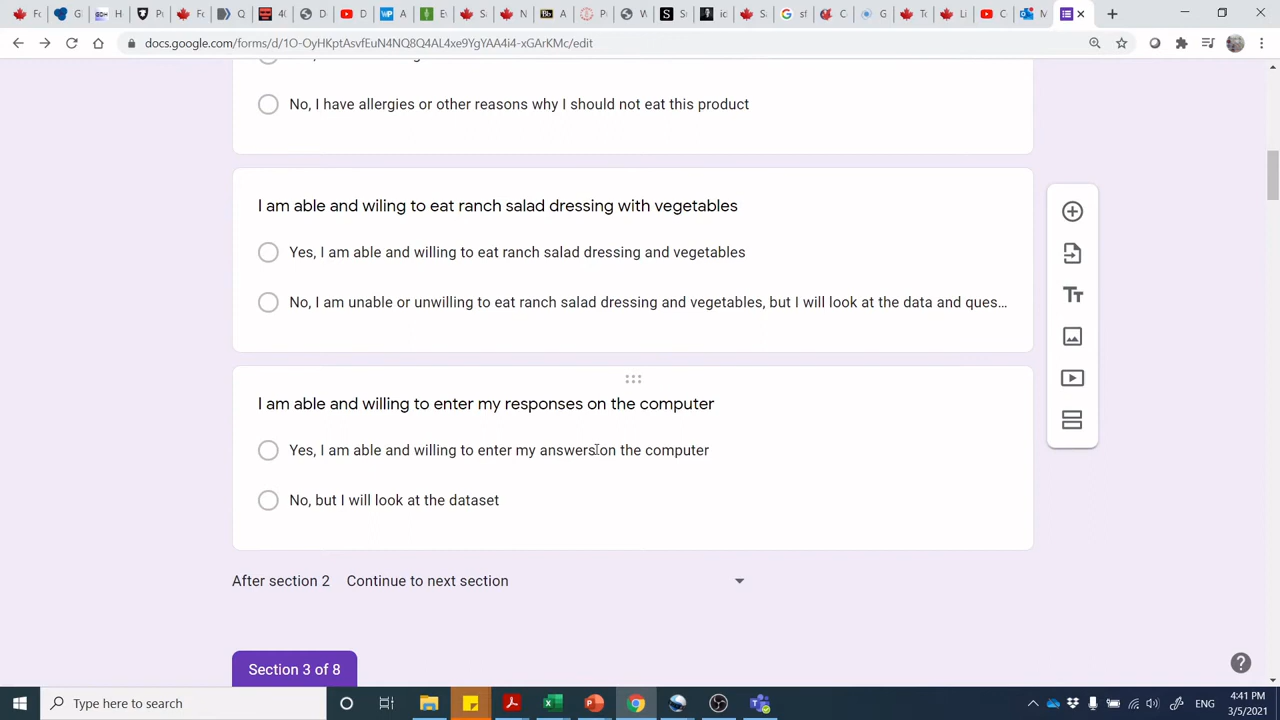 Fo
Gi
Fo
Q
4(
D
D
A
E
S
S
A
P
W
S
ic
S
G
C
G
To
C
M
docs.google.com/forms/d/1O-OyHKptAsvfEuN4NQ8Q4AL4xe9YgYAA4i4-xGArKMc/edit
No, I have allergies or other reasons why I should not eat this product
I am able and wiling to eat ranch salad dressing with vegetables
Yes, I am able and willing to eat ranch salad dressing and vegetables
No, I am unable or unwilling to eat ranch salad dressing and vegetables, but I will look at the data and ques...
I am able and willing to enter my responses on the computer
Yes, I am able and willing to enter my answers on the computer
No, but I will look at the dataset
After section 2 Continue to next section
Section 3 of 8
Type here to search
ENG
4:41 PM
3/5/2021